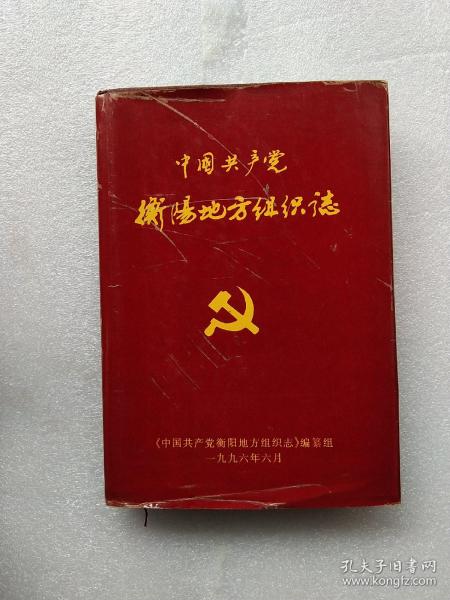 中国共产党
衡陽地方组织誌
《中国共产党衡阳地方组织志》编纂组
一九九六年六月
孔夫子旧书网
www.kongfz.com